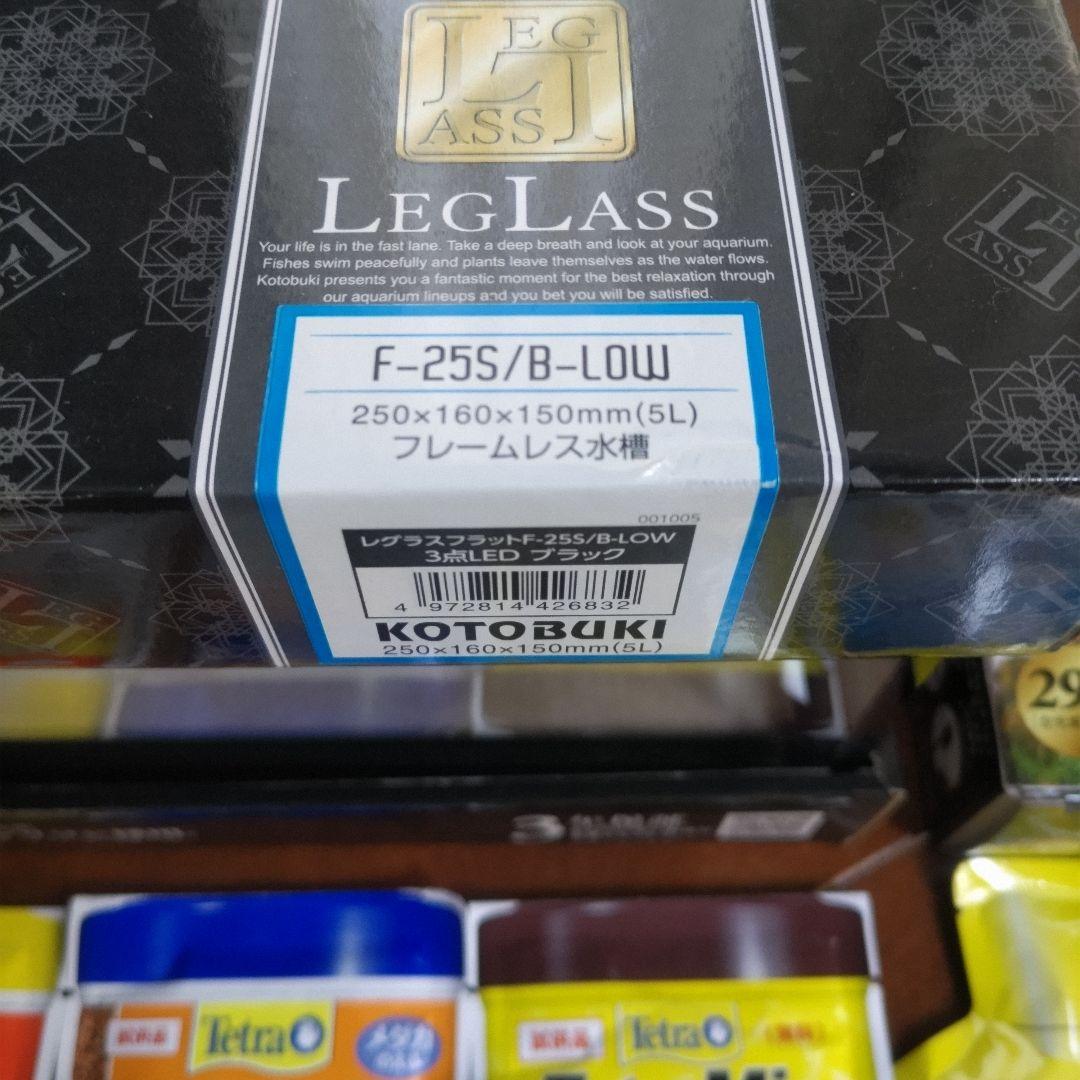 LEG
LASS
LEGLASS
Your life is in the fast lane. Take a deep breath and look at your aquarium.
Fishes swim peacefully and plants leave themselves as the water flows.
Kotobuki presents you a fantastic moment for the best relaxation through
our aquarium lineups and you bet you will be satisfied.
F-25S/B-LOW
250×160×150mm(5L)
フレームレス水槽
001005
レグラスフラットF-25S/B-LOW
3点LED ブラック
4 972814 426832
KOTOBUKI
250×160×150mm(5L)
29
3
Tetra
メダカ
Tetra